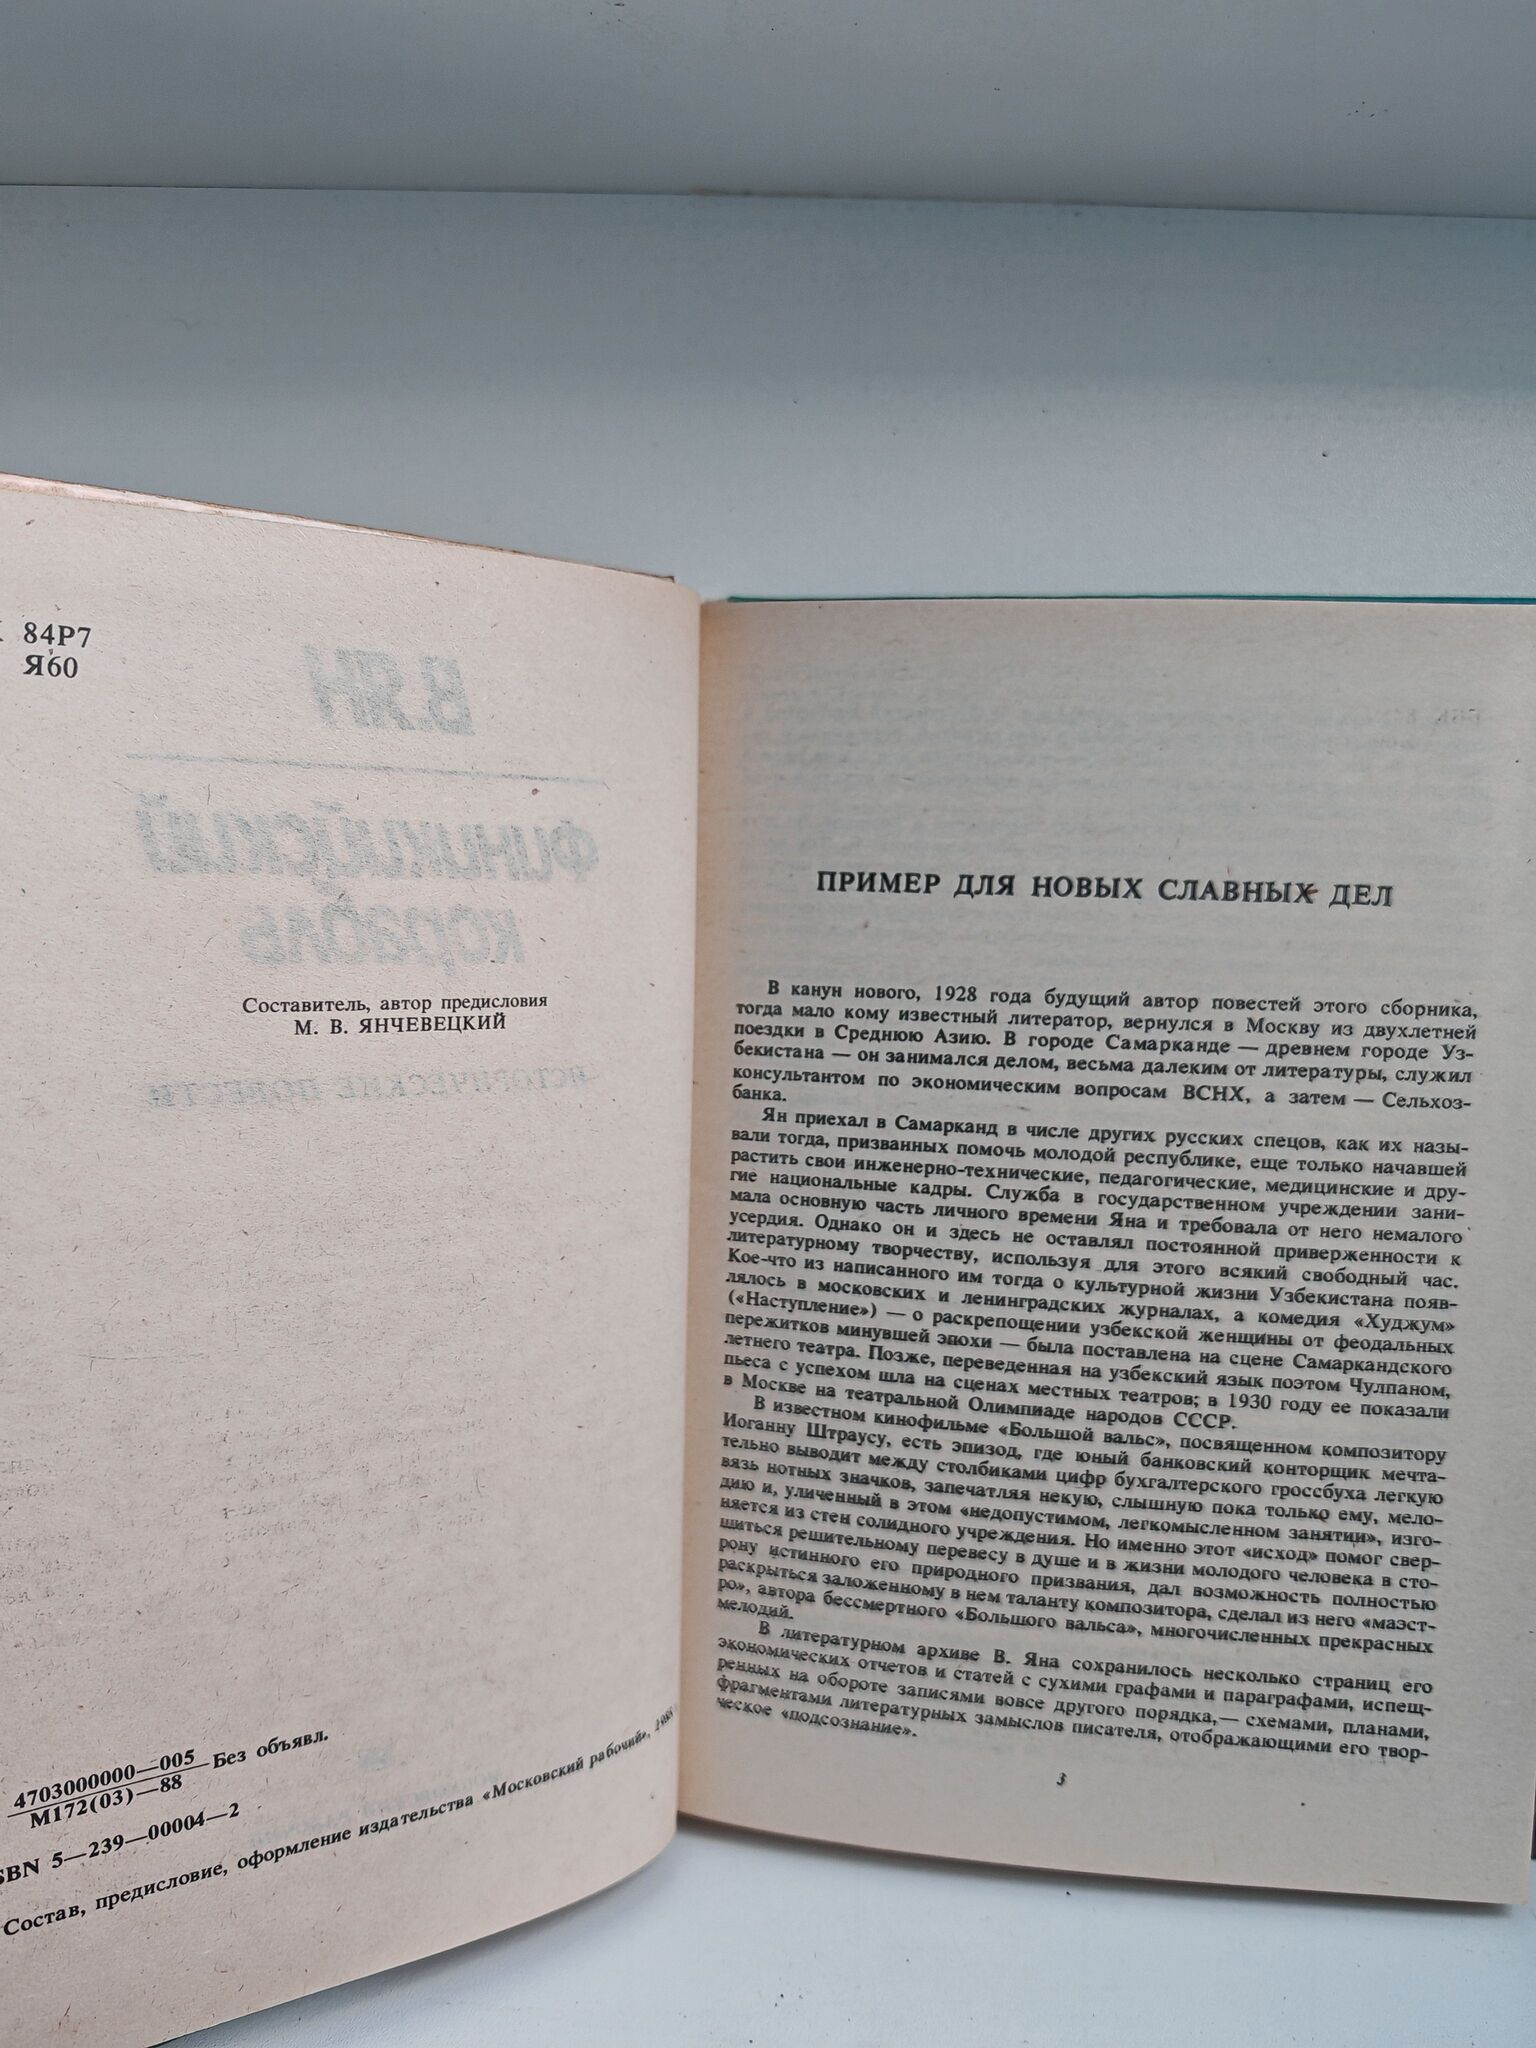 84Р7
Я60
Составитель, автор предисловия
М. В. ЯНЧЕВЕЦКИЙ
4703000000—005
М172(03)—88
Без объявл.
5—239—00004—2
Состав, предисловие, оформление издательства «Московский рабочий», 1988
ПРИМЕР ДЛЯ НОВЫХ СЛАВНЫХ ДЕЛ
В канун нового, 1928 года будущий автор повестей этого сборника,
тогда мало кому известный литератор, вернулся в Москву из двухлетней
поездки в Среднюю Азию. В городе Самарканде — древнем городе Уз-
бекистана — он занимался делом, весьма далеким от литературы, служил
консультантом по экономическим вопросам ВСНХ, а затем — Сельхоз-
банка.
Ян приехал в Самарканд в числе других русских спецов, как их назы-
вали тогда, призванных помочь молодой республике, еще только начавшей
растить свои инженерно-технические, педагогические, медицинские и дру-
гие национальные кадры. Служба в государственном учреждении зани-
мала основную часть личного времени Яна и требовала от него немалого
усердия. Однако он и здесь не оставлял постоянной приверженности к
литературному творчеству, используя для этого всякий свободный час.
Кое-что из написанного им тогда о культурной жизни Узбекистана появ-
лялось в московских и ленинградских журналах, а комедия «Худжум»
(«Наступление») — о раскрепощении узбекской женщины от феодальных
пережитков минувшей эпохи — была поставлена на сцене Самаркандского
летнего театра. Позже, переведенная на узбекский язык поэтом Чулпаном,
пьеса с успехом шла на сценах местных театров; в 1930 году ее показали
в Москве на театральной Олимпиаде народов СССР.
В известном кинофильме «Большой вальс», посвященном композитору
Иоганну Штраусу, есть эпизод, где юный банковский конторщик мечта-
тельно выводит между столбиками цифр бухгалтерского гроссбуха легкую
вязь нотных значков, запечатляя некую, слышную пока только ему, мело-
дию и, уличенный в этом «недопустимом, легкомысленном занятии», изго-
няется из стен солидного учреждения. Но именно этот «исход» помог свер-
шиться решительному перевесу в душе и в жизни молодого человека в сто-
рону истинного его природного призвания, дал возможность полностью
раскрыться заложенному в нем таланту композитора, сделал из него «маэст-
ро», автора бессмертного «Большого вальса», многочисленных прекрасных
мелодий.
В литературном архиве В. Яна сохранилось несколько страниц его
экономических отчетов и статей с сухими графами и параграфами, испещ-
ренных на обороте записями вовсе другого порядка,— схемами, планами,
фрагментами литературных замыслов писателя, отображающими его твор-
ческое «подсознание».
3